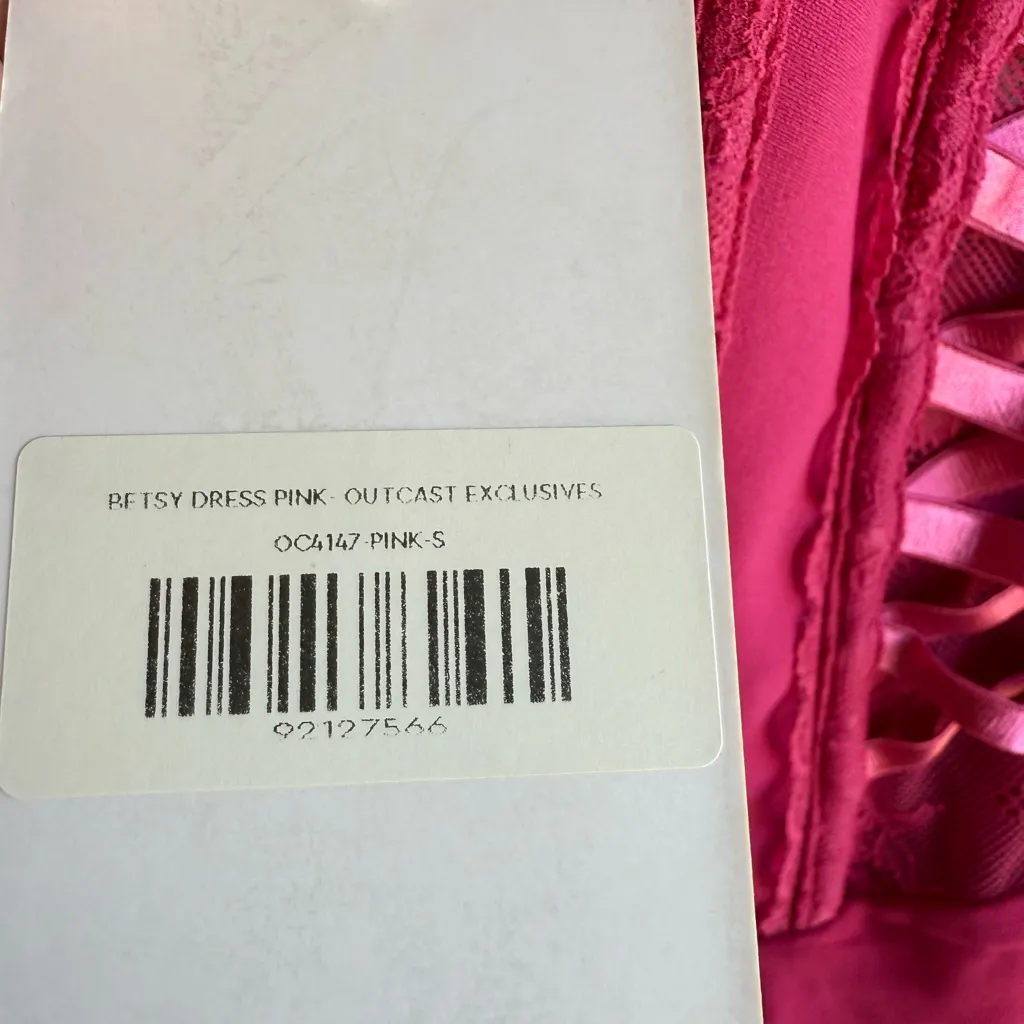 BETSY DRESS PINK- OUTCAST EXCLUSIVES
OC4147-PINK-S
92127566